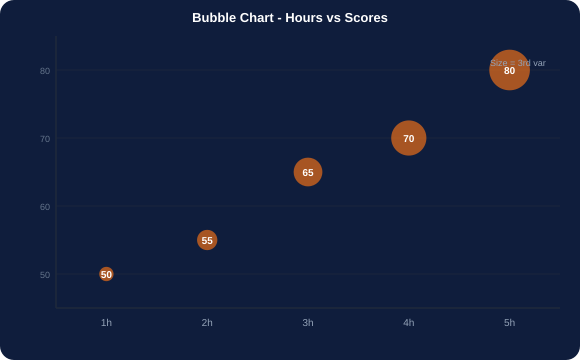 Bubble Chart - Hours vs Scores
Size = 3rd var
80
80
70
70
65
60
55
50
50
1h
2h
3h
4h
5h